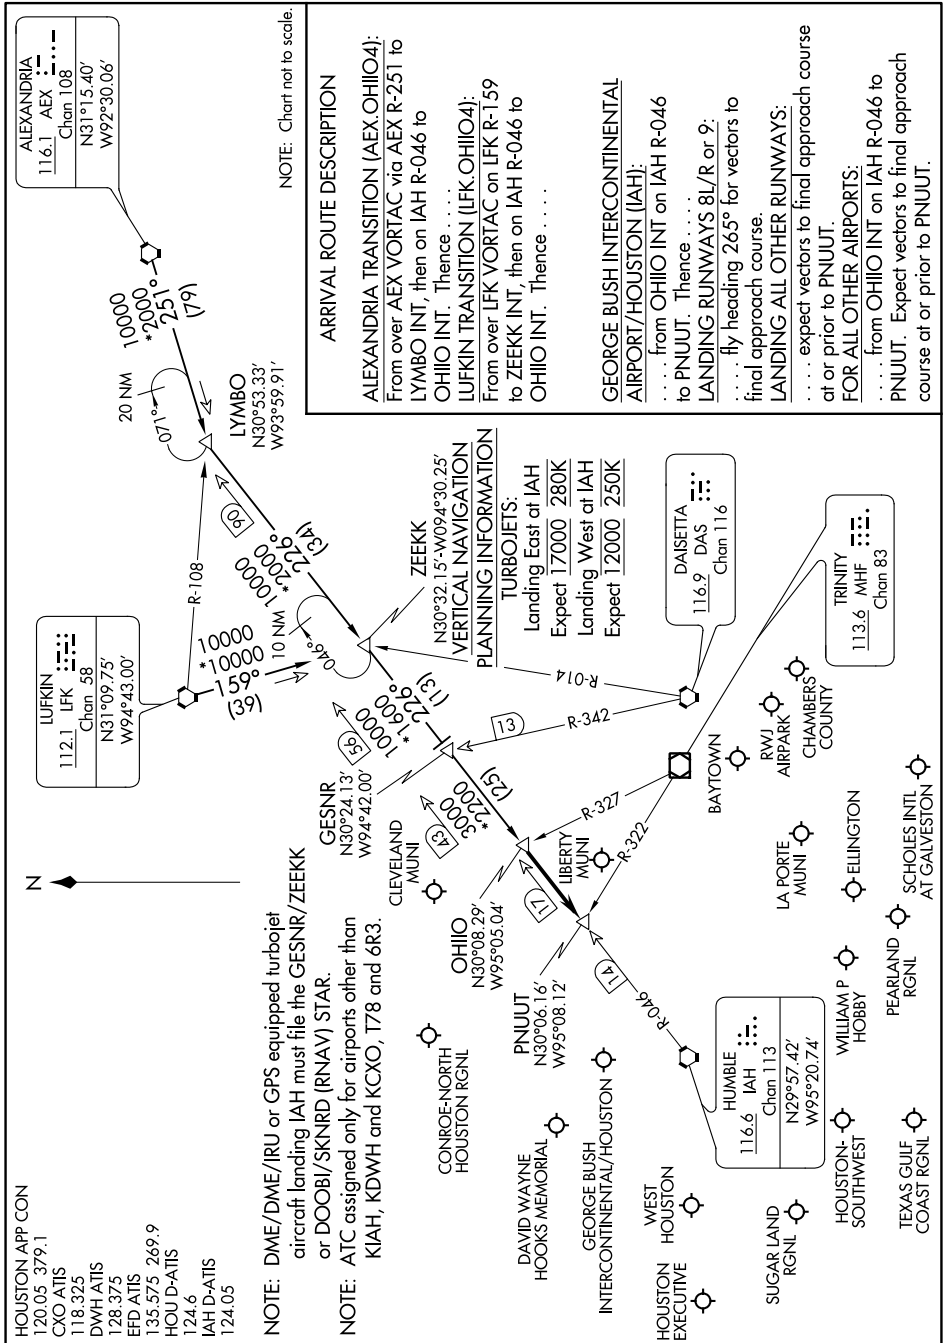 HOUSTON APP CON
120.05 379.1
CXO ATIS
118.325
DWH ATIS
128.375
EFD ATIS
135.575 269.9
HOU D-ATIS
124.6
IAH D-ATIS
124.05
NOTE: DME/DME/IRU or GPS equipped turbojet
aircraft landing IAH must file the GESNR/ZEEKK
or DOOBI/SKNRD (RNAV) STAR.
NOTE: ATC assigned only for airports other than
KIAH, KDWH and KCXO, T78 and 6R3.
N
LUFKIN
112.1 LFK
Chan 58
N31°09.75'
W94°43.00'
ALEXANDRIA
116.1 AEX
Chan 108
N31°15.40'
W92°30.06'
NOTE: Chart not to scale.
10000
*2000
251°
(79)
20 NM
071°
LYMBO
N30°53.33'
W93°59.91'
R-108
90
10000
*2000
226°
(34)
10000
*10000
159°
(39)
10 NM
046°
ZEEKK
N30°32.15'-W094°30.25'
VERTICAL NAVIGATION
PLANNING INFORMATION
TURBOJETS:
Landing East at IAH
Expect 17000 280K
Landing West at IAH
Expect 12000 250K
56
10000
*1600
226°
(13)
R-014
GESNR
N30°24.13'
W94°42.00'
13
R-342
DAISETTA
116.9 DAS
Chan 116
43
3000
*2200
(25)
CLEVELAND
MUNI
OHIIO
N30°08.29'
W95°05.04'
17
LIBERTY
MUNI
R-327
R-322
TRINITY
113.6 MHF
Chan 83
PNUUT
N30°06.16'
W95°08.12'
14
R-046
HUMBLE
116.6 IAH
Chan 113
N29°57.42'
W95°20.74'
CONROE-NORTH
HOUSTON RGNL
DAVID WAYNE
HOOKS MEMORIAL
GEORGE BUSH
INTERCONTINENTAL/HOUSTON
WEST
HOUSTON
HOUSTON
EXECUTIVE
SUGAR LAND
RGNL
HOUSTON-
SOUTHWEST
TEXAS GULF
COAST RGNL
WILLIAM P
HOBBY
PEARLAND
RGNL
ELLINGTON
SCHOLES INTL
AT GALVESTON
LA PORTE
MUNI
BAYTOWN
RWJ
AIRPARK
CHAMBERS
COUNTY
ARRIVAL ROUTE DESCRIPTION
ALEXANDRIA TRANSITION (AEX.OHIIO4):
From over AEX VORTAC via AEX R-251 to
LYMBO INT, then on IAH R-046 to
OHIIO INT. Thence . . . .
LUFKIN TRANSITION (LFK.OHIIO4):
From over LFK VORTAC on LFK R-159
to ZEEKK INT, then on IAH R-046 to
OHIIO INT. Thence . . . .
GEORGE BUSH INTERCONTINENTAL
AIRPORT/HOUSTON (IAH):
. . . . from OHIIO INT on IAH R-046
to PNUUT. Thence . . . .
LANDING RUNWAYS 8L/R or 9:
. . . . fly heading 265° for vectors to
final approach course.
LANDING ALL OTHER RUNWAYS:
. . . . expect vectors to final approach course
at or prior to PNUUT.
FOR ALL OTHER AIRPORTS:
. . . . from OHIIO INT on IAH R-046 to
PNUUT. Expect vectors to final approach
course at or prior to PNUUT.